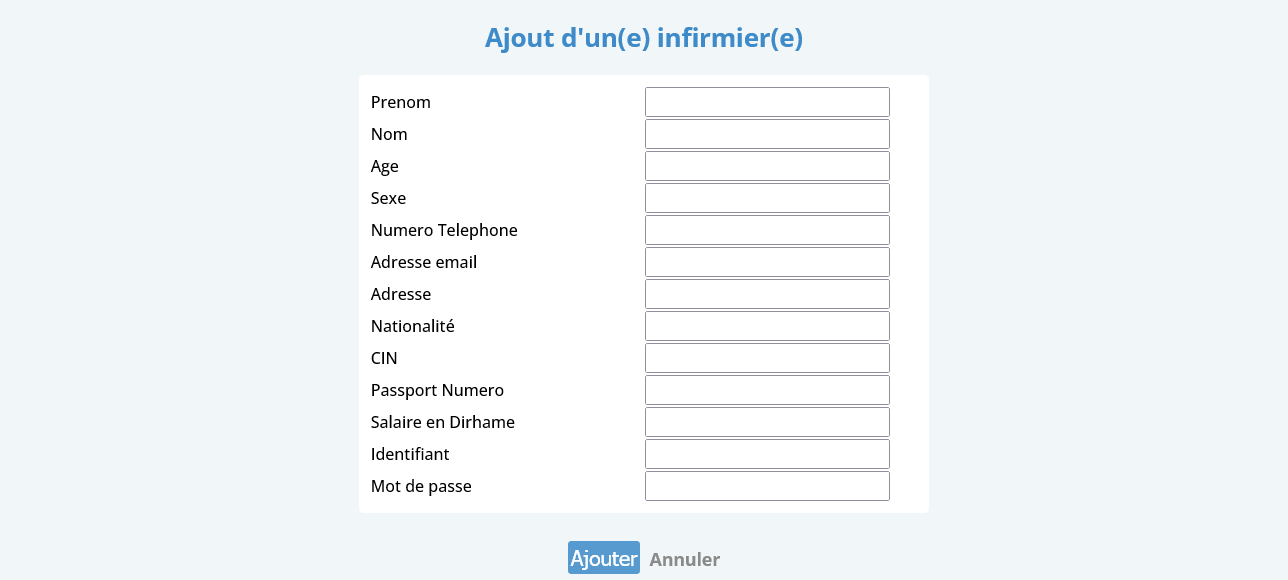 Ajout d'un(e) infirmier(e)
Prenom
Nom
Age
Sexe
Numero Telephone
Adresse email
Adresse
Nationalité
CIN
Passport Numero
Salaire en Dirhame
Identifiant
Mot de passe
Ajouter Annuler